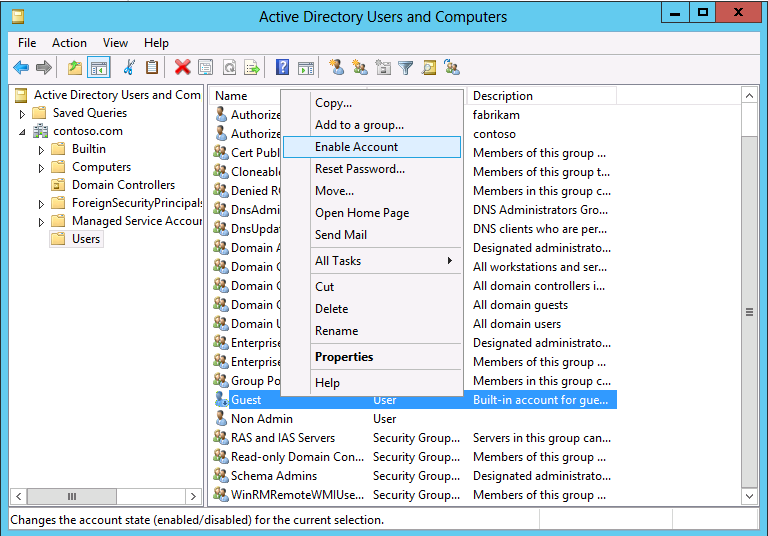 Active Directory Users and Computers
File Action View Help
Active Directory Users and Com
Saved Queries
contoso.com
Builtin
Computers
Domain Controllers
ForeignSecurityPrincipals
Managed Service Accour
Users
Name Description
Authorize fabrikam
Authorize contoso
Cert Publ Members of this group ...
Cloneable Members of this group t...
Denied RO Members in this group c...
DnsAdmi DNS Administrators Gro...
DnsUpdat DNS clients who are per...
Domain A Designated administrato...
Domain C All workstations and ser...
Domain C All domain controllers i...
Domain G All domain guests
Domain U All domain users
Enterprise Designated administrato...
Enterprise Members of this group ...
Group Po Members in this group c...
Guest User Built-in account for gue...
Non Admin User
RAS and IAS Servers Security Group... Servers in this group can...
Read-only Domain Con... Security Group... Members of this group ...
Schema Admins Security Group... Designated administrato...
WinRMRemoteWMIUse... Security Group... Members of this group ...
Copy...
Add to a group...
Enable Account
Reset Password...
Move...
Open Home Page
Send Mail
All Tasks
Cut
Delete
Rename
Properties
Help
Changes the account state (enabled/disabled) for the current selection.